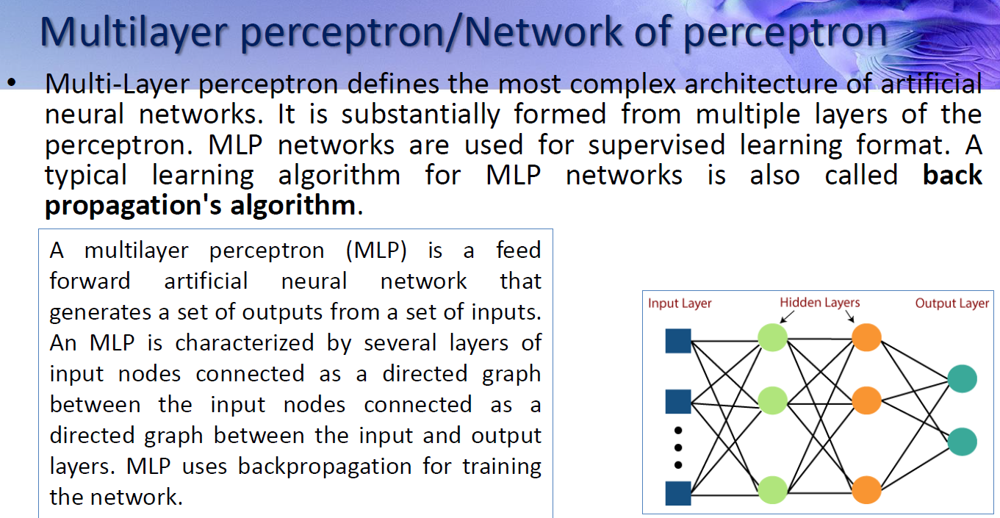 Multilayer perceptron/Network of perceptron
• Multi-Layer perceptron defines the most complex architecture of artificial
neural networks. It is substantially formed from multiple layers of the
perceptron. MLP networks are used for supervised learning format. A
typical learning algorithm for MLP networks is also called back
propagation's algorithm.
A multilayer perceptron (MLP) is a feed
forward artificial neural network that
generates a set of outputs from a set of inputs.
An MLP is characterized by several layers of
input nodes connected as a directed graph
between the input nodes connected as a
directed graph between the input and output
layers. MLP uses backpropagation for training
the network.
Input Layer
Hidden Layers
Output Layer